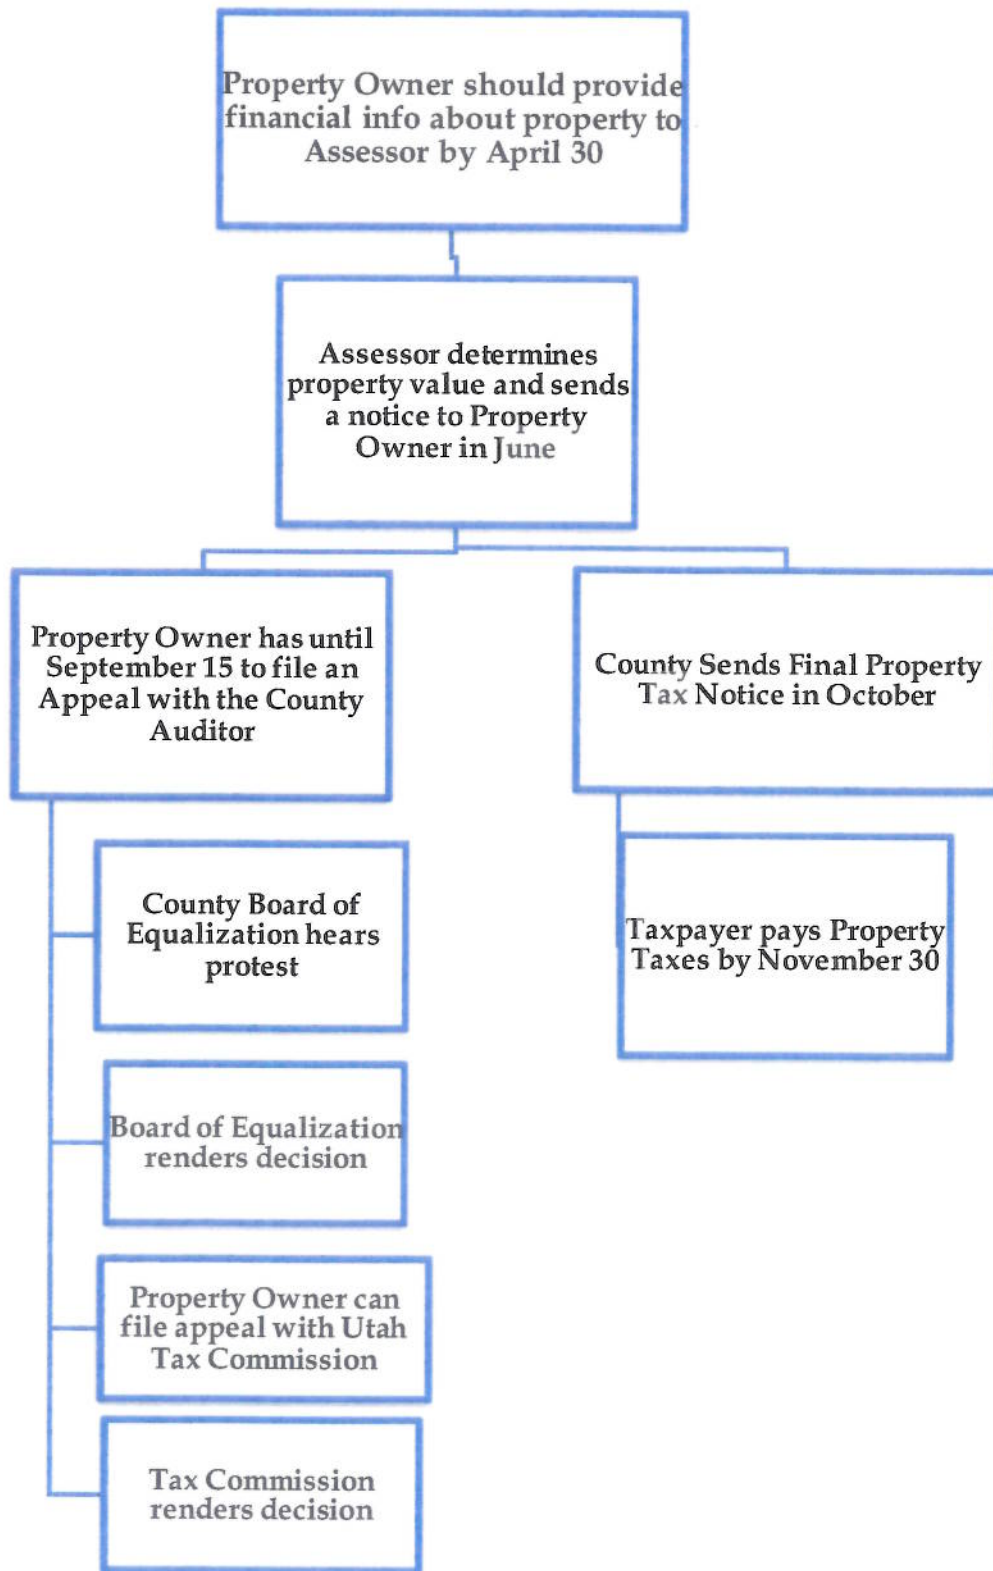 Property Owner should provide
financial info about property to
Assessor by April 30
Assessor determines
property value and sends
a notice to Property
Owner in June
Property Owner has until
September 15 to file an
Appeal with the County
Auditor
County Sends Final Property
Tax Notice in October
County Board of
Equalization hears
protest
Taxpayer pays Property
Taxes by November 30
Board of Equalization
renders decision
Property Owner can
file appeal with Utah
Tax Commission
Tax Commission
renders decision